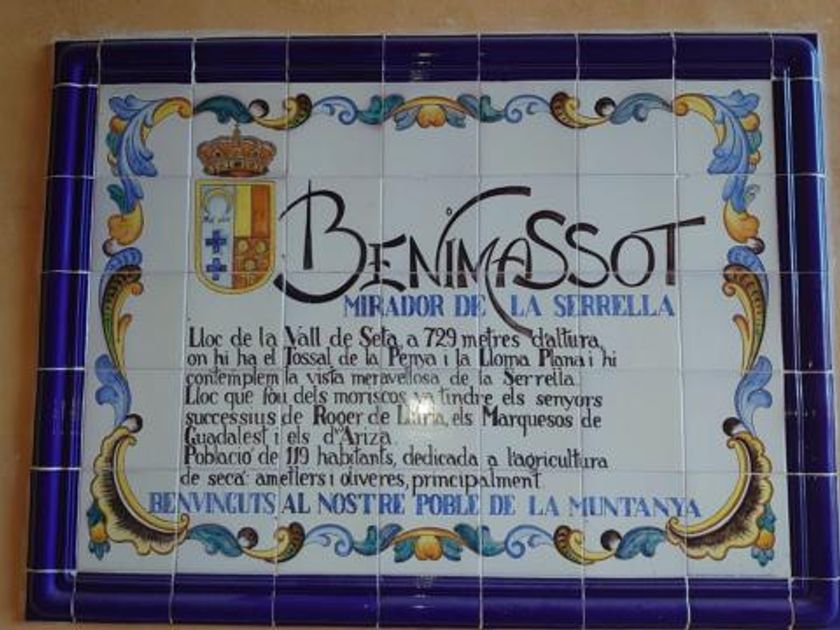 BENIMASSOT
MIRADOR DE LA SERRELLA
Lloc de la Vall de Seta, a 729 metres d'altura,
on hi ha el Tossal de la Penya i la Lloma Plana i hi
contemplem la vista meravellosa de la Serrella.
Lloc que fou dels moriscos, va tindre els senyors
successius de Roger de Llúria, els Marquesos de
Guadalest i els d'Ariza.
Població de 119 habitants, dedicada a l'agricultura
de secà: ametlers i oliveres, principalment.
BENVINGUTS AL NOSTRE POBLE DE LA MUNTANYA